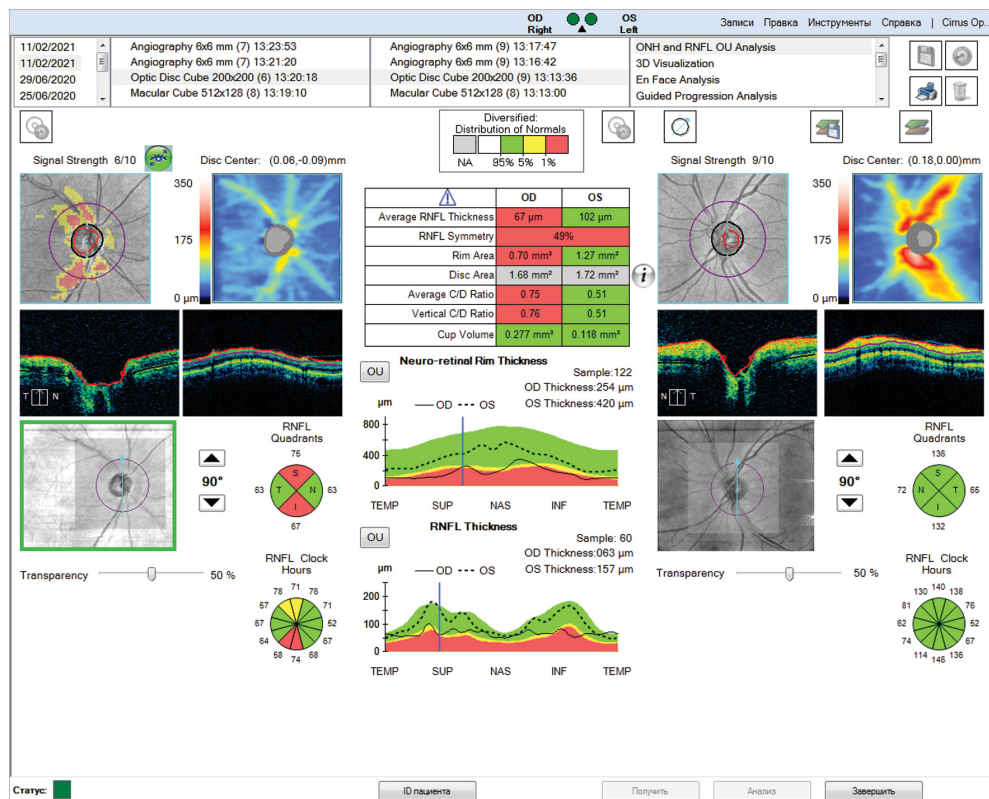 OD Right OS Left
Записи Правка Инструменты Справка | Cirrus Op...
11/02/2021 Angiography 6x6 mm (7) 13:23:53 Angiography 6x6 mm (9) 13:17:47 ONH and RNFL OU Analysis
11/02/2021 Angiography 6x6 mm (7) 13:21:20 Angiography 6x6 mm (9) 13:16:42 3D Visualization
29/06/2020 Optic Disc Cube 200x200 (6) 13:20:18 Optic Disc Cube 200x200 (9) 13:13:36 En Face Analysis
25/06/2020 Macular Cube 512x128 (8) 13:19:10 Macular Cube 512x128 (8) 13:13:00 Guided Progression Analysis
Diversified:
Distribution of Normals
NA 95% 5% 1%
Signal Strength 6/10 Disc Center: (0.06,-0.09)mm
350
175
0 µm
OD OS
Average RNFL Thickness 67 µm 102 µm
RNFL Symmetry 49%
Rim Area 0.70 mm² 1.27 mm²
Disc Area 1.68 mm² 1.72 mm²
Average C/D Ratio 0.75 0.51
Vertical C/D Ratio 0.76 0.51
Cup Volume 0.277 mm³ 0.118 mm³
Signal Strength 9/10 Disc Center: (0.18,0.00)mm
350
175
0 µm
T N
N T
OU
Neuro-retinal Rim Thickness
Sample:122
OD Thickness:254 µm
OS Thickness:420 µm
µm OD OS
800
400
0
TEMP SUP NAS INF TEMP
OU
RNFL Thickness
Sample: 60
OD Thickness:063 µm
OS Thickness:157 µm
µm OD OS
200
100
0
TEMP SUP NAS INF TEMP
90°
RNFL
Quadrants
75
63 S T N I 63
67
Transparency 50 %
RNFL Clock
Hours
78 71 76
57 71
67 52
64 67
58 74 68
90°
RNFL
Quadrants
136
72 S N T I 66
132
Transparency 50 %
RNFL Clock
Hours
130 140 138
81 76
62 52
74 67
114 146 136
Статус: ID пациента Получить Анализ Завершить